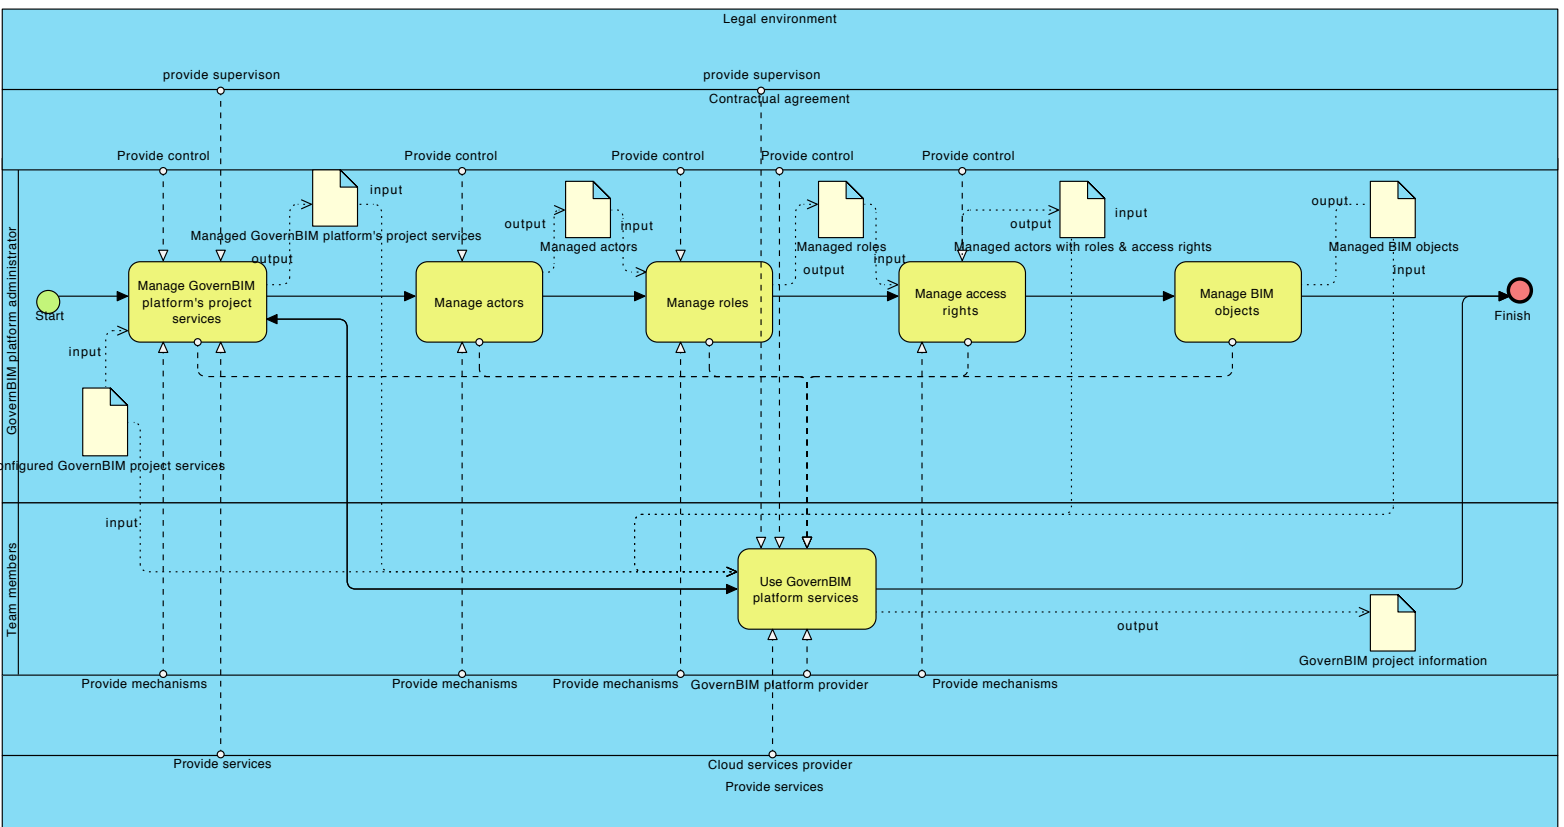 Legal environment
provide supervison
provide supervison
Contractual agreement
Provide control
Provide control
Provide control
Provide control
Provide control
input
Managed GovernBIM platform's project services
output
output
input
Managed actors
Managed roles
output
input
output
input
Managed actors with roles & access rights
ouput
Managed BIM objects
input
GovernBIM platform administrator
Start
Manage GovernBIM
platform's project
services
Manage actors
Manage roles
Manage access
rights
Manage BIM
objects
Finish
input
onfigured GovernBIM project services
input
Team members
Use GovernBIM
platform services
output
GovernBIM project information
Provide mechanisms
Provide mechanisms
Provide mechanisms
GovernBIM platform provider
Provide mechanisms
Provide services
Cloud services provider
Provide services